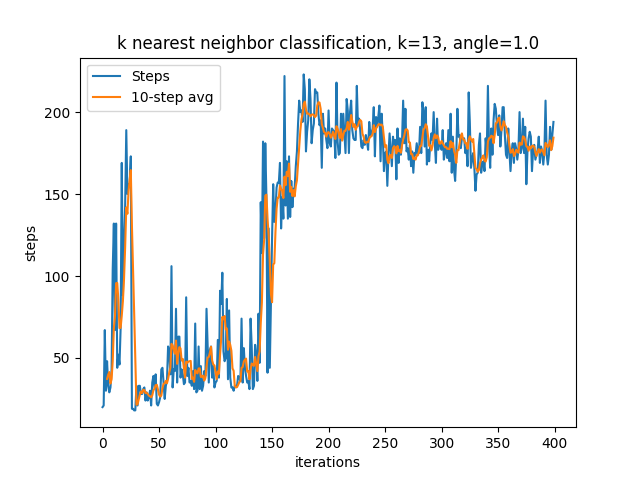 k nearest neighbor classification, k=13, angle=1.0
Steps
10-step avg
200
150
100
50
steps
0 50 100 150 200 250 300 350 400
iterations